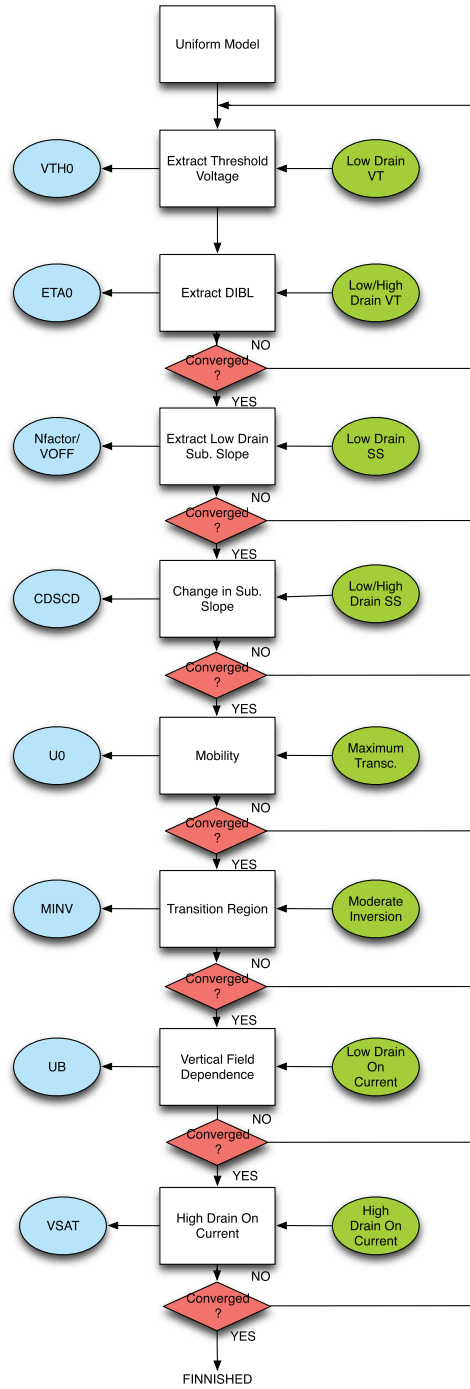 Uniform Model
VTH0
Extract Threshold
Voltage
Low Drain
VT
ETA0
Extract DIBL
Low/High
Drain VT
NO
Converged
?
YES
Nfactor/
VOFF
Extract Low Drain
Sub. Slope
Low Drain
SS
NO
Converged
?
YES
CDSCD
Change in Sub.
Slope
Low/High
Drain SS
NO
Converged
?
YES
U0
Mobility
Maximum
Transc.
NO
Converged
?
YES
MINV
Transition Region
Moderate
Inversion
NO
Converged
?
YES
UB
Vertical Field
Dependence
Low Drain
On
Current
NO
Converged
?
YES
VSAT
High Drain On
Current
High
Drain On
Current
NO
Converged
?
YES
FINNISHED